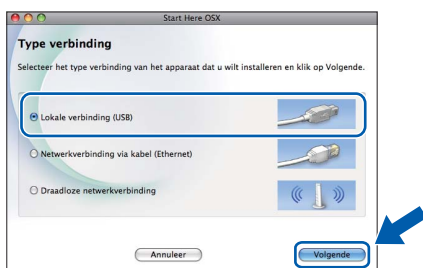 Start Here OSX
Type verbinding
Selecteer het type verbinding van het apparaat dat u wilt installeren en klik op Volgende.
Lokale verbinding (USB)
Netwerkverbinding via kabel (Ethernet)
Draadloze netwerkverbinding
Annuleer
Volgende